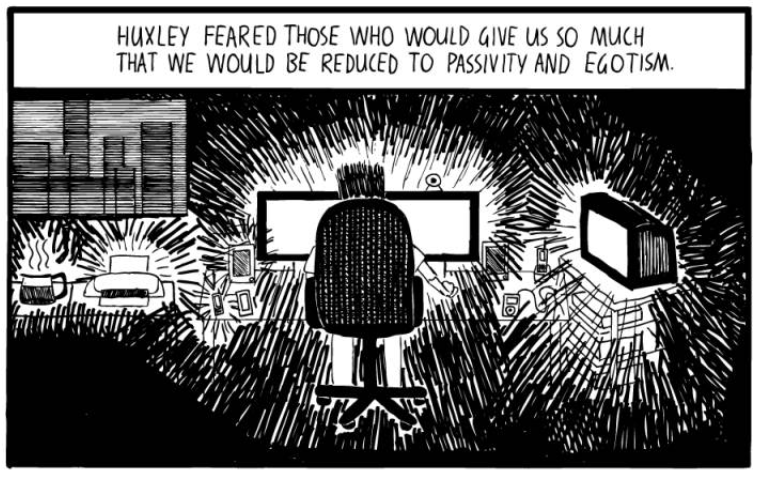 HUXLEY FEARED THOSE WHO WOULD GIVE US SO MUCH
THAT WE WOULD BE REDUCED TO PASSIVITY AND EGOTISM.